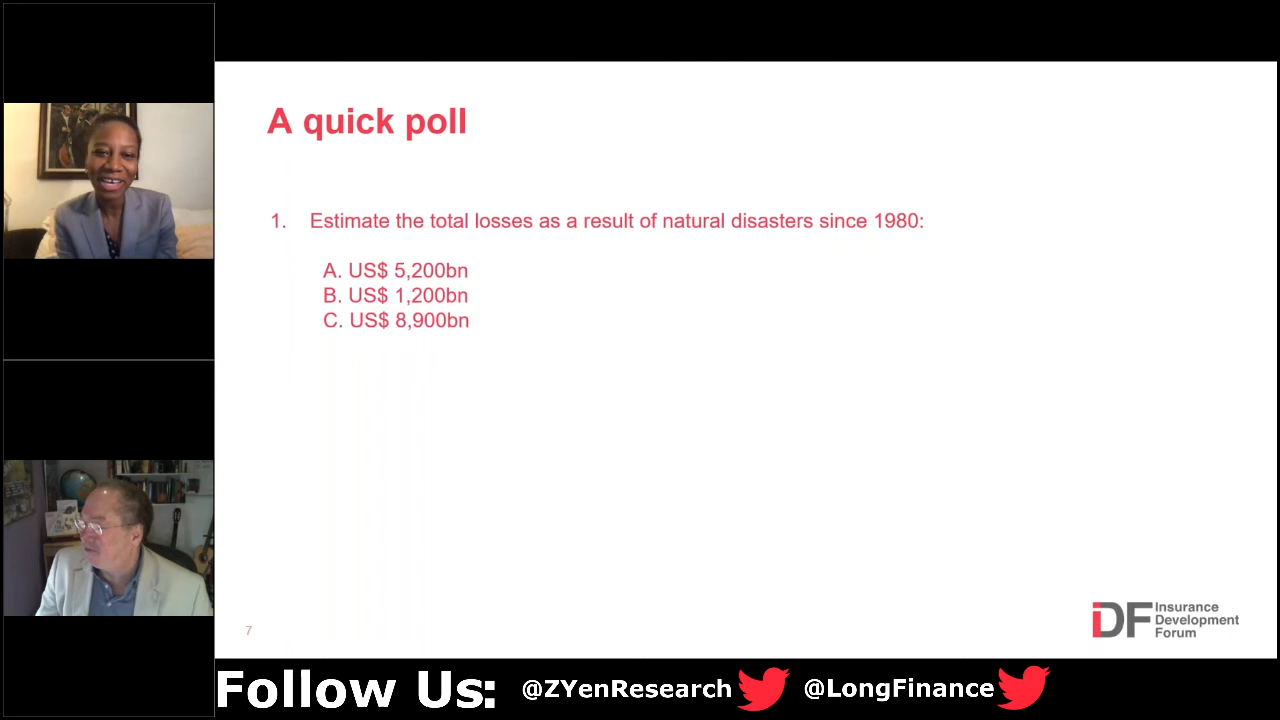 A quick poll
1. Estimate the total losses as a result of natural disasters since 1980:
A. US$ 5,200bn
B. US$ 1,200bn
C. US$ 8,900bn
7
iDF Insurance
Development
Forum
Follow Us: @ZYenResearch @LongFinance